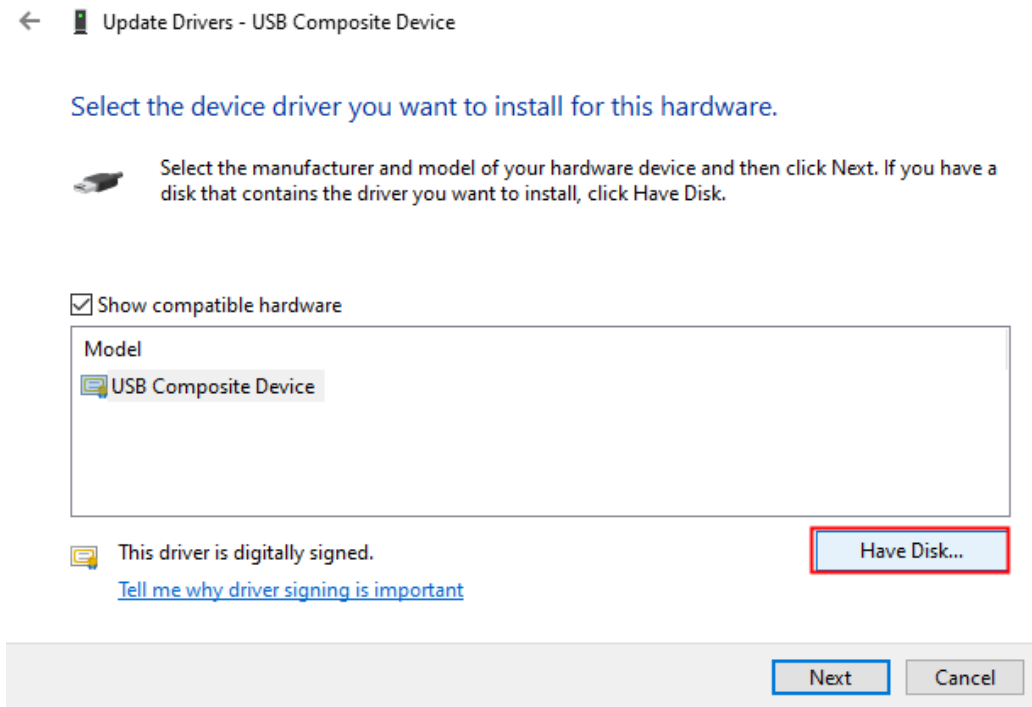 Update Drivers - USB Composite Device
Select the device driver you want to install for this hardware.
Select the manufacturer and model of your hardware device and then click Next. If you have a
disk that contains the driver you want to install, click Have Disk.
Show compatible hardware
Model
USB Composite Device
This driver is digitally signed.
Have Disk...
Tell me why driver signing is important
Next
Cancel